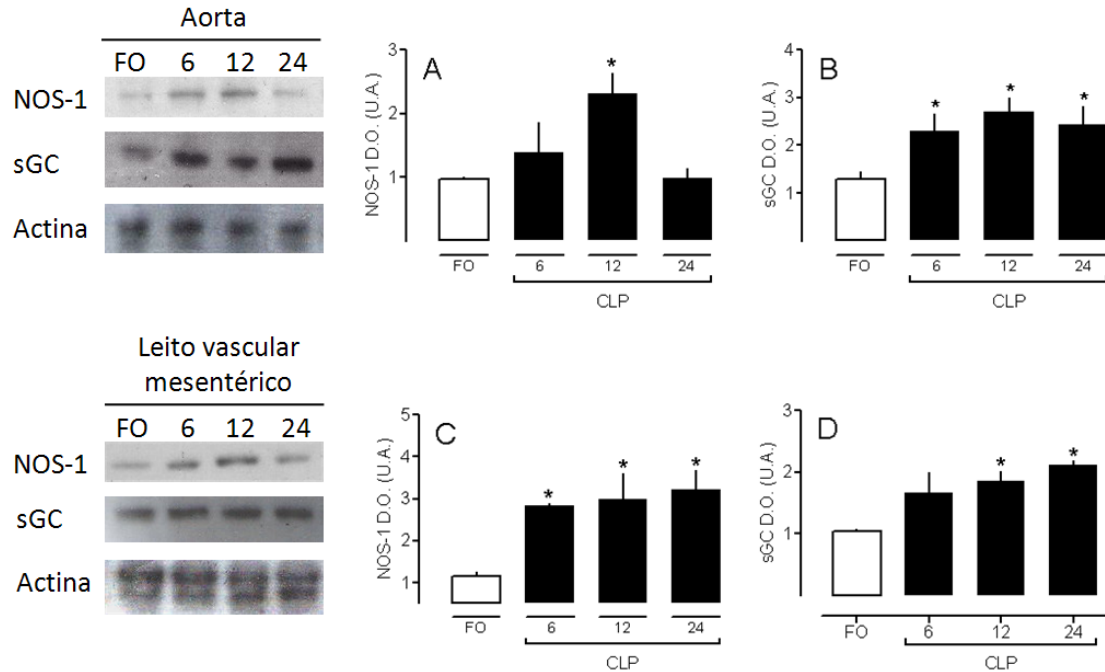 Aorta
FO 6 12 24
NOS-1
sGC
Actina
A
NOS-1 D.O. (U.A.)
3
2
1
*
FO 6 12 24
CLP
B
sGC D.O. (U.A.)
4
3
2
1
* * *
FO 6 12 24
CLP
Leito vascular
mesentérico
FO 6 12 24
NOS-1
sGC
Actina
C
NOS-1 D.O. (U.A.)
5
4
3
2
1
* * *
FO 6 12 24
CLP
D
sGC D.O. (U.A.)
3
2
1
* *
FO 6 12 24
CLP